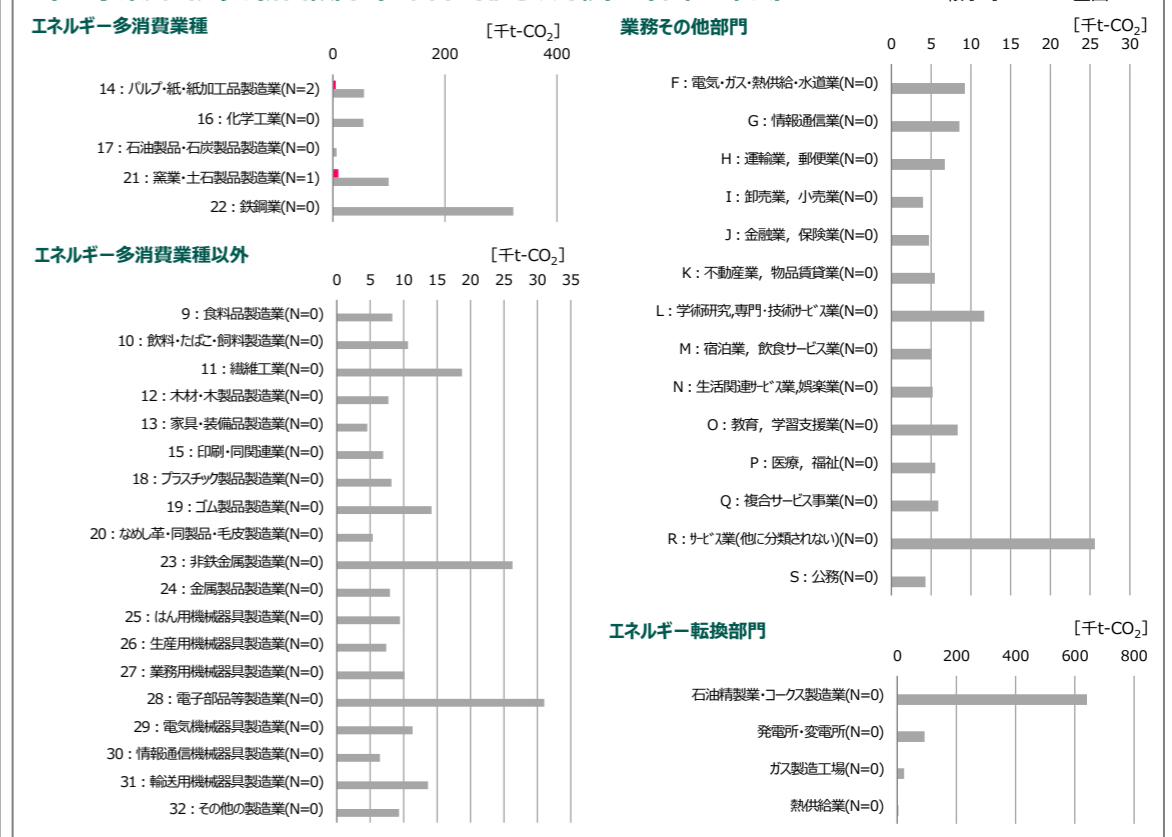 エネルギー多消費業種
[千t-CO2]
0 200 400
14：パルプ・紙・紙加工品製造業(N=2)
16：化学工業(N=0)
17：石油製品・石炭製品製造業(N=0)
21：窯業・土石製品製造業(N=1)
22：鉄鋼業(N=0)
エネルギー多消費業種以外
[千t-CO2]
0 5 10 15 20 25 30 35
9：食料品製造業(N=0)
10：飲料・たばこ・飼料製造業(N=0)
11：繊維工業(N=0)
12：木材・木製品製造業(N=0)
13：家具・装備品製造業(N=0)
15：印刷・同関連業(N=0)
18：プラスチック製品製造業(N=0)
19：ゴム製品製造業(N=0)
20：なめし革・同製品・毛皮製造業(N=0)
23：非鉄金属製造業(N=0)
24：金属製品製造業(N=0)
25：はん用機械器具製造業(N=0)
26：生産用機械器具製造業(N=0)
27：業務用機械器具製造業(N=0)
28：電子部品等製造業(N=0)
29：電気機械器具製造業(N=0)
30：情報通信機械器具製造業(N=0)
31：輸送用機械器具製造業(N=0)
32：その他の製造業(N=0)
業務その他部門
[千t-CO2]
0 5 10 15 20 25 30
F：電気・ガス・熱供給・水道業(N=0)
G：情報通信業(N=0)
H：運輸業，郵便業(N=0)
I：卸売業，小売業(N=0)
J：金融業，保険業(N=0)
K：不動産業，物品賃貸業(N=0)
L：学術研究,専門・技術ｻｰﾋﾞｽ業(N=0)
M：宿泊業，飲食サービス業(N=0)
N：生活関連ｻｰﾋﾞｽ業,娯楽業(N=0)
O：教育，学習支援業(N=0)
P：医療，福祉(N=0)
Q：複合サービス事業(N=0)
R：ｻｰﾋﾞｽ業(他に分類されない)(N=0)
S：公務(N=0)
エネルギー転換部門
[千t-CO2]
0 200 400 600 800
石油精製業・コークス製造業(N=0)
発電所・変電所(N=0)
ガス製造工場(N=0)
熱供給業(N=0)